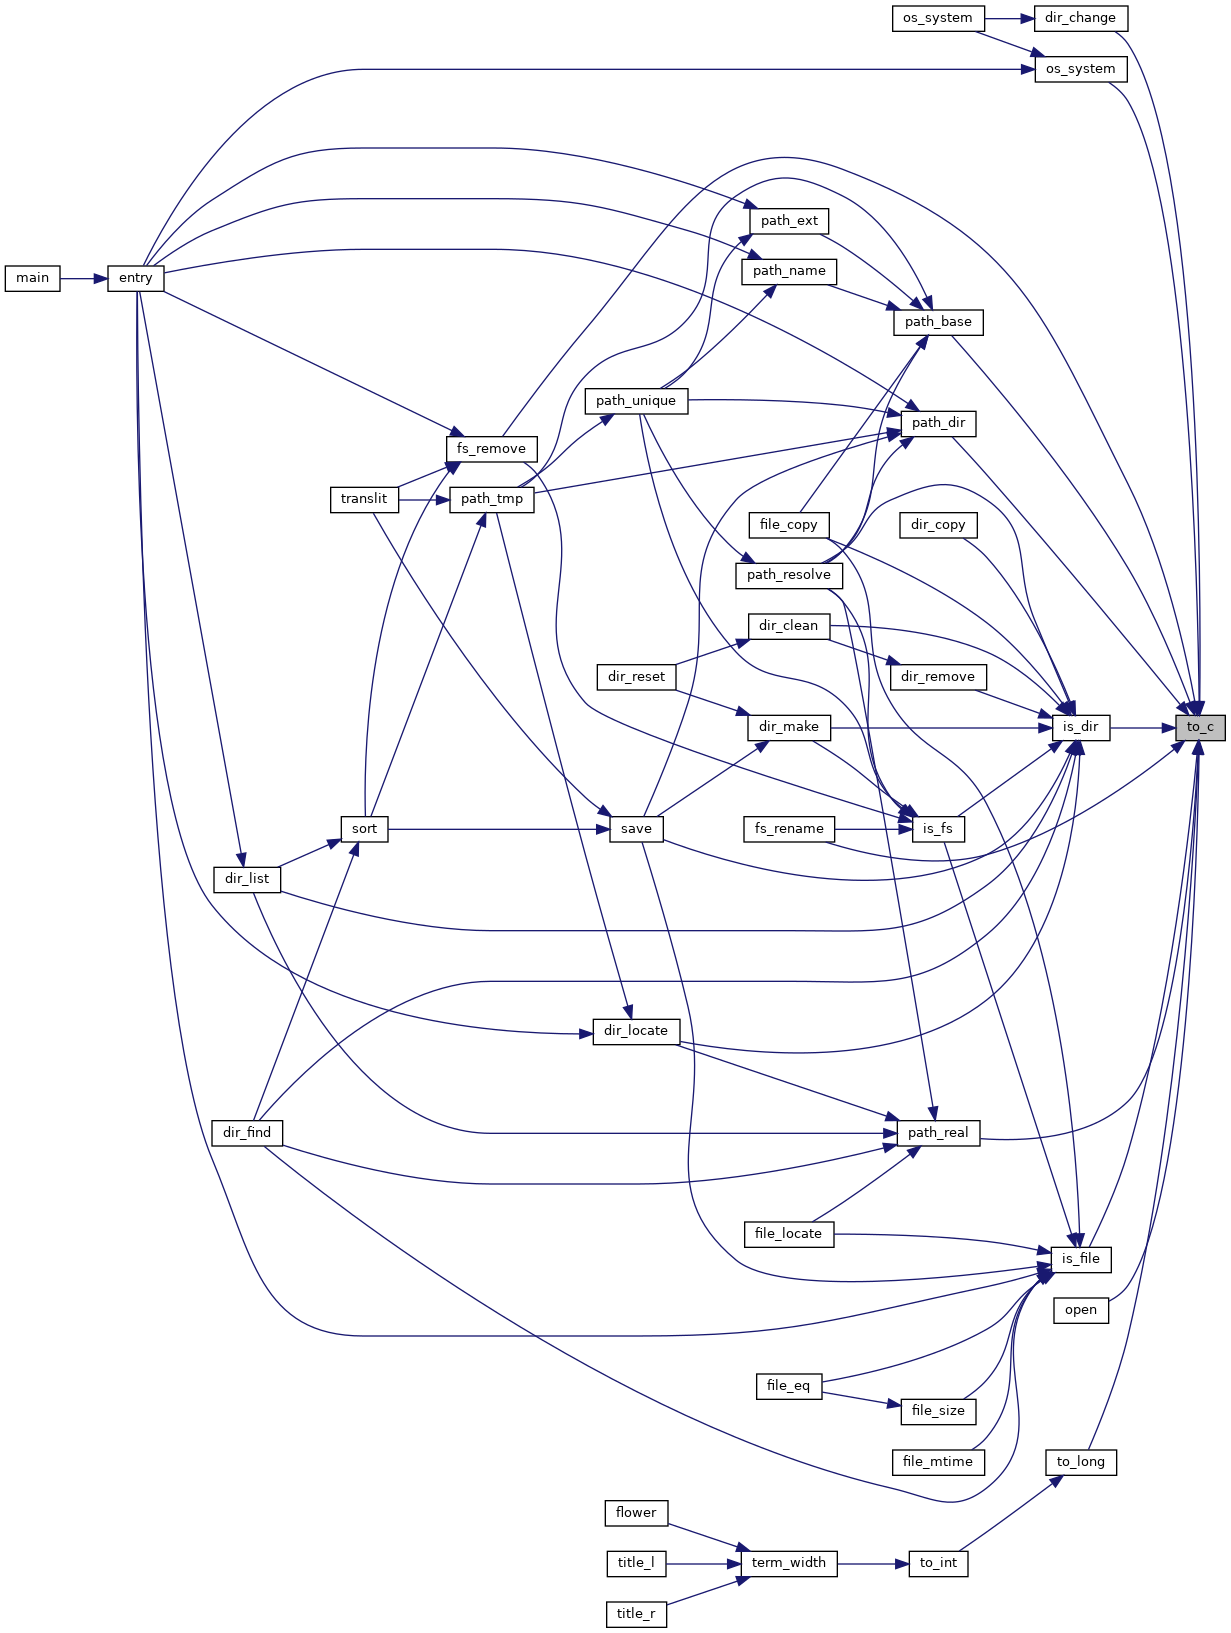 os_system
dir_change
os_system
path_ext
path_name
main
entry
path_base
path_unique
path_dir
fs_remove
translit
path_tmp
file_copy
dir_copy
path_resolve
dir_clean
dir_reset
dir_remove
dir_make
is_dir
to_c
sort
save
fs_rename
is_fs
dir_list
dir_locate
dir_find
path_real
file_locate
is_file
open
file_eq
file_size
file_mtime
to_long
flower
title_l
term_width
to_int
title_r